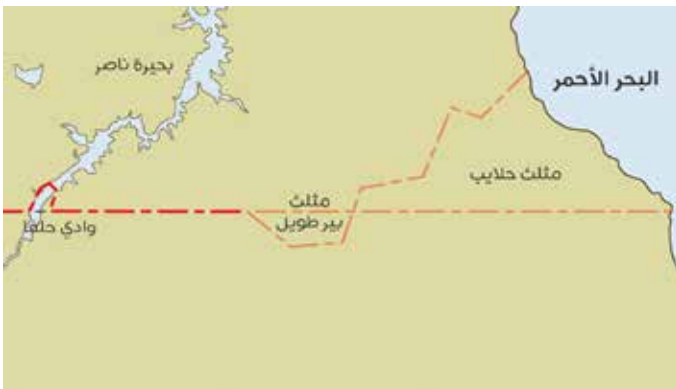 بحيرة ناصر
البحر الأحمر
مثلث حلايب
مثلث
بير طويل
وادي حلفا